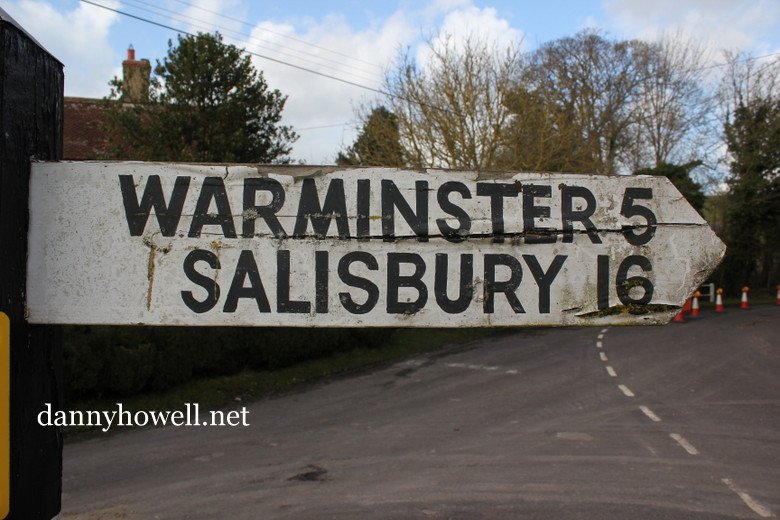 WARMINSTER 5
SALISBURY 16
dannyhowell.net